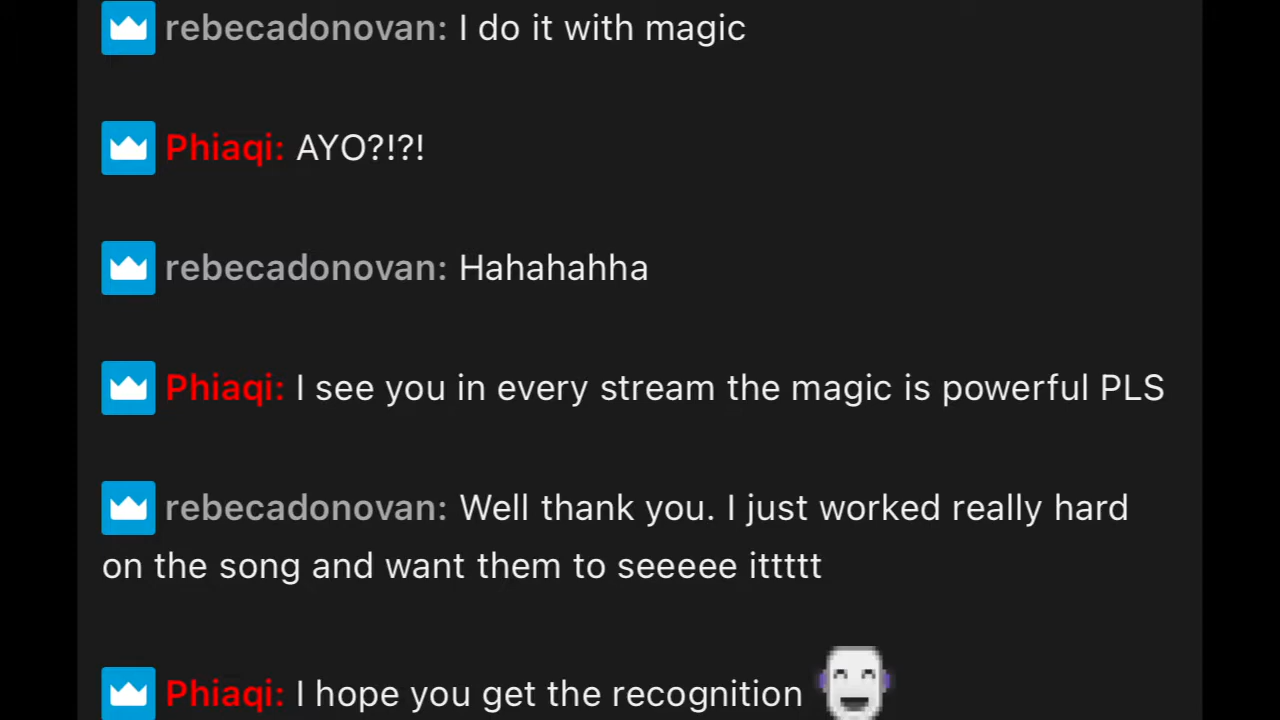 rebecadonovan: I do it with magic
Phiaqi: AYO?!?!
rebecadonovan: Hahahahha
Phiaqi: I see you in every stream the magic is powerful PLS
rebecadonovan: Well thank you. I just worked really hard
on the song and want them to seeeee ittttt
Phiaqi: I hope you get the recognition